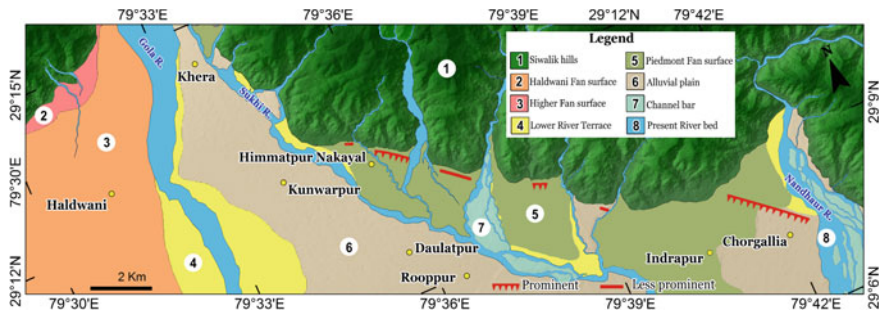 79°33'E
79°36'E
79°39'E
29°12'N
79°42'E
Legend
1 Siwalik hills
2 Haldwani Fan surface
3 Higher Fan surface
4 Lower River Terrace
5 Piedmont Fan surface
6 Alluvial plain
7 Channel bar
8 Present River bed
N
29°15'N
29°9'N
Gola R.
Khera
Sukhi R.
1
2
3
Himmatpur Nakayal
Kunwarpur
79°30'E
Haldwani
Nandhaur R.
5
7
6
4
8
Daulatpur
Rooppur
Indrapur
Chorgallia
2 Km
Prominent
Less prominent
29°12'N
29°6'N
79°30'E
79°33'E
79°36'E
79°39'E
79°42'E